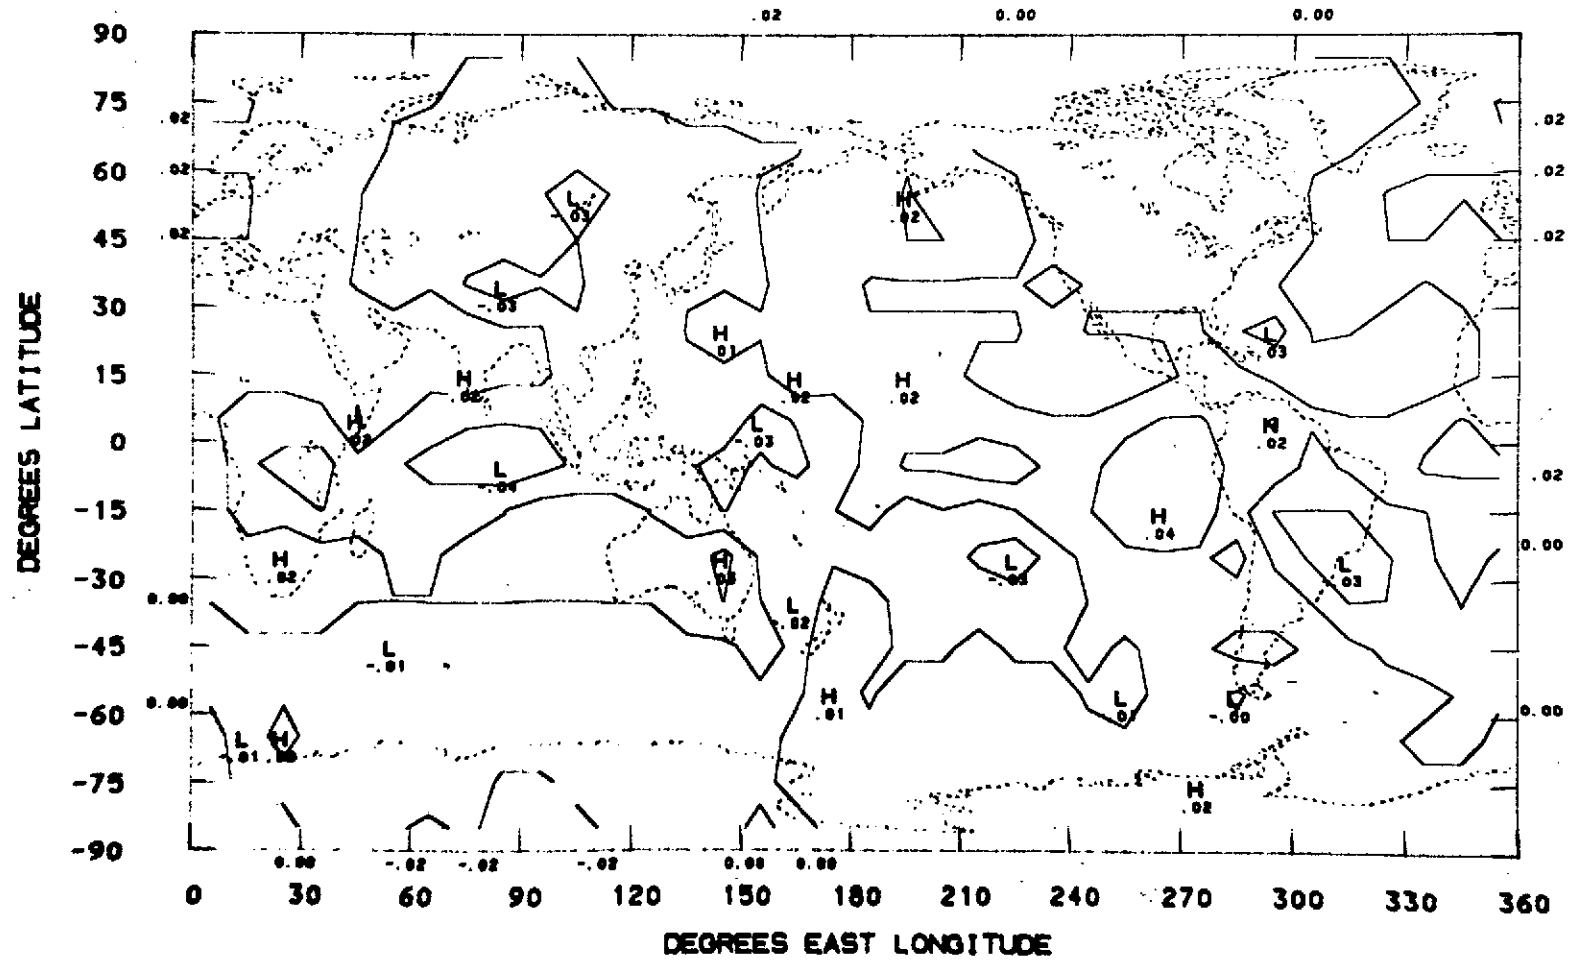 .02 0.00 0.00
90
75
.02 .02
60
.02 .02
H
L .02
-.03
45
.02 .02
DEGREES LATITUDE
30
L
-.03
H L
.01 .03
15
H H H
.02 .02 .02
0
H L H
.03 .02
L
-.04 .02
-15
H
.04
0.00
H H L L
.02 .03
-30
0.00
L
-.02
-45
L
-.01
-60
0.00 H L L 0.00
.01 -.00
L H
-.01
-75
H
.02
-90
0.00 -.02 -.02 -.02 0.00 0.00
0 30 60 90 120 150 180 210 240 270 300 330 360
DEGREES EAST LONGITUDE